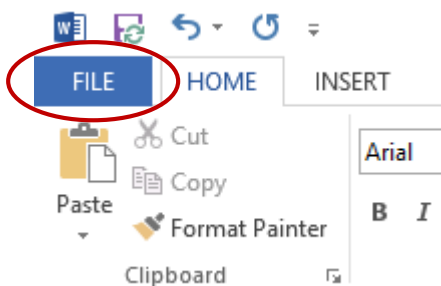 FILE HOME INSERT
Cut
Arial
Copy
Paste
B I
Format Painter
Clipboard